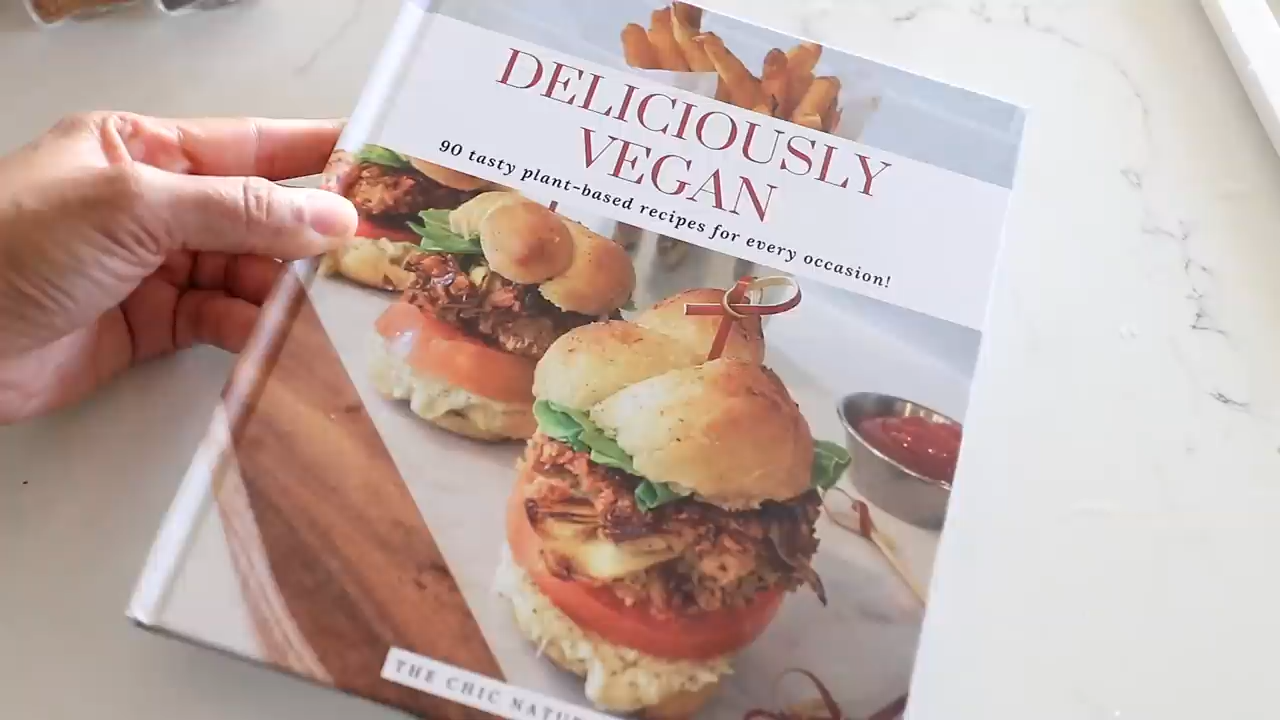 DELICIOUSLY
VEGAN
90 tasty plant-based recipes for every occasion!
THE CHIC